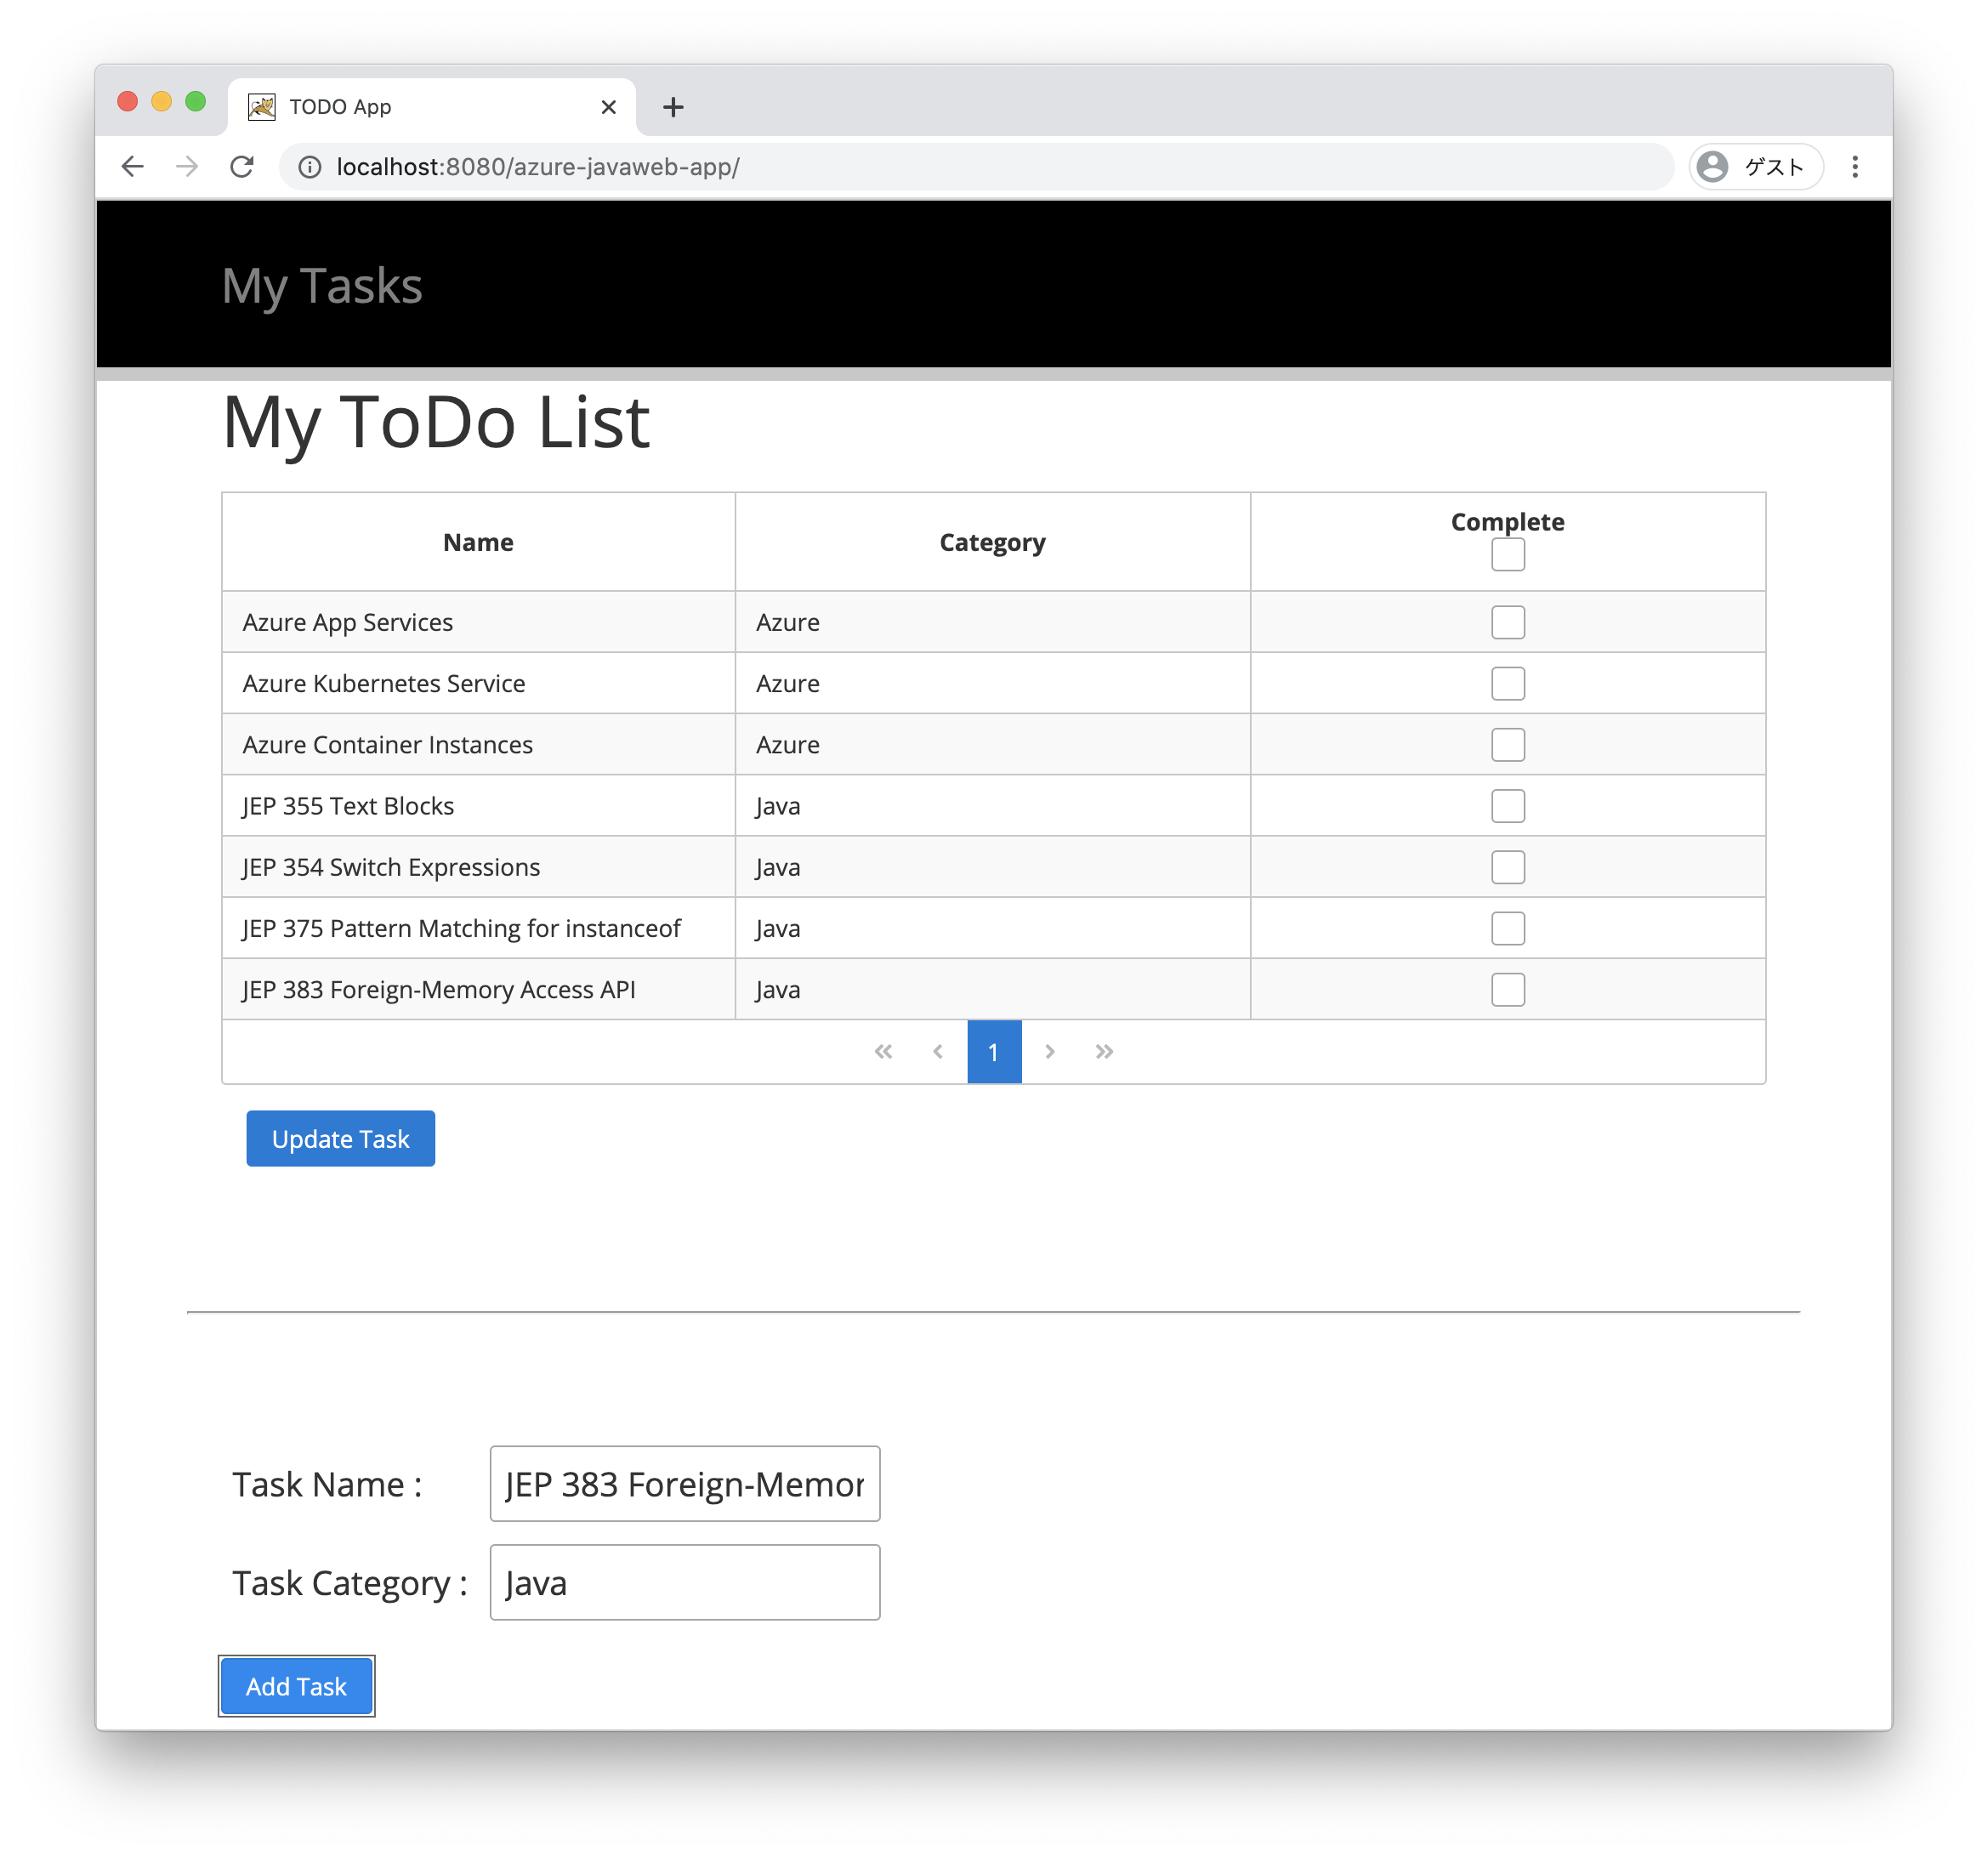 TODO App
localhost:8080/azure-javaweb-app/
ゲスト
My Tasks
My ToDo List
Name Category Complete
Azure App Services Azure
Azure Kubernetes Service Azure
Azure Container Instances Azure
JEP 355 Text Blocks Java
JEP 354 Switch Expressions Java
JEP 375 Pattern Matching for instanceof Java
JEP 383 Foreign-Memory Access API Java
1
Update Task
Task Name : JEP 383 Foreign-Memor
Task Category : Java
Add Task